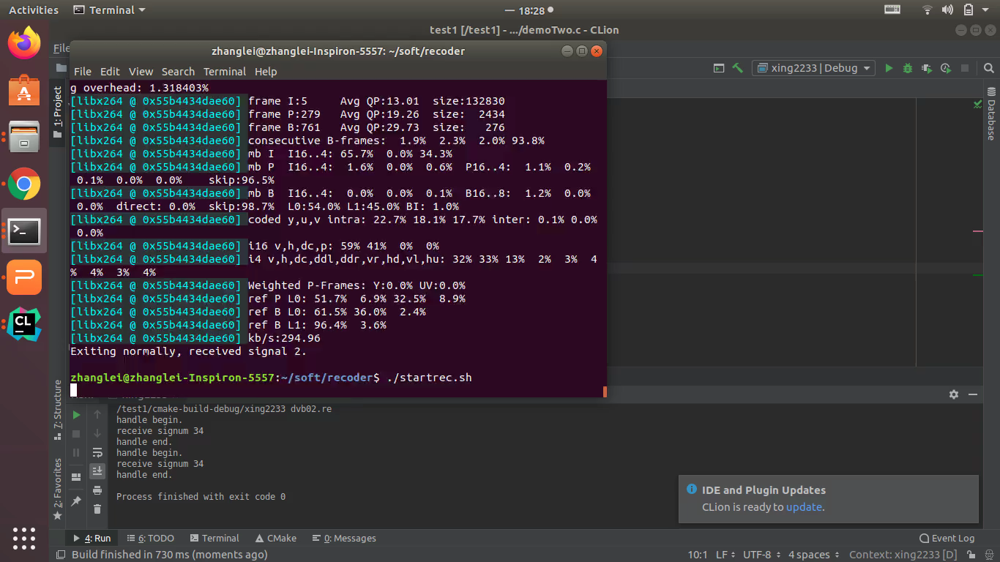 Activities
Terminal
18:28
test1 [/test1] - .../demoTwo.c - CLion
File
zhanglei@zhanglei-Inspiron-5557: ~/soft/recoder
File Edit View Search Terminal Help
xing2233 | Debug
g overhead: 1.318403%
[libx264 @ 0x55b4434dae60] frame I:5     Avg QP:13.01  size:132830
[libx264 @ 0x55b4434dae60] frame P:279   Avg QP:19.26  size:  2434
[libx264 @ 0x55b4434dae60] frame B:761   Avg QP:29.73  size:   276
[libx264 @ 0x55b4434dae60] consecutive B-frames:  1.9%  2.3%  2.0% 93.8%
[libx264 @ 0x55b4434dae60] mb I  I16..4: 65.7%  0.0% 34.3%
[libx264 @ 0x55b4434dae60] mb P  I16..4:  1.6%  0.0%  0.6%  P16..4:  1.1%  0.2%
 0.1%  0.0%  0.0%    skip:96.5%
[libx264 @ 0x55b4434dae60] mb B  I16..4:  0.0%  0.0%  0.1%  B16..8:  1.2%  0.0%
 0.0%  direct: 0.0%  skip:98.7%  L0:54.0% L1:45.0% BI: 1.0%
[libx264 @ 0x55b4434dae60] coded y,u,v intra: 22.7% 18.1% 17.7% inter: 0.1% 0.0%
 0.0%
[libx264 @ 0x55b4434dae60] i16 v,h,dc,p: 59% 41%  0%  0%
[libx264 @ 0x55b4434dae60] i4 v,h,dc,ddl,ddr,vr,hd,vl,hu: 32% 33% 13%  2%  3%  4
%  4%  3%  4%
[libx264 @ 0x55b4434dae60] Weighted P-Frames: Y:0.0% UV:0.0%
[libx264 @ 0x55b4434dae60] ref P L0: 51.7%  6.9% 32.5%  8.9%
[libx264 @ 0x55b4434dae60] ref B L0: 61.5% 36.0%  2.4%
[libx264 @ 0x55b4434dae60] ref B L1: 96.4%  3.6%
[libx264 @ 0x55b4434dae60] kb/s:294.96
Exiting normally, received signal 2.
zhanglei@zhanglei-Inspiron-5557:~/soft/recoder$ ./startrec.sh
1: Project
Database
7: Structure
2: Favorites
/test1/cmake-build-debug/xing2233 dvb02.re
handle begin.
receive signum 34
handle end.
handle begin.
receive signum 34
handle end.
Process finished with exit code 0
IDE and Plugin Updates
CLion is ready to update.
4: Run
6: TODO
Terminal
CMake
0: Messages
Event Log
Build finished in 730 ms (moments ago)
10:1 LF UTF-8 4 spaces Context: xing2233 [D]